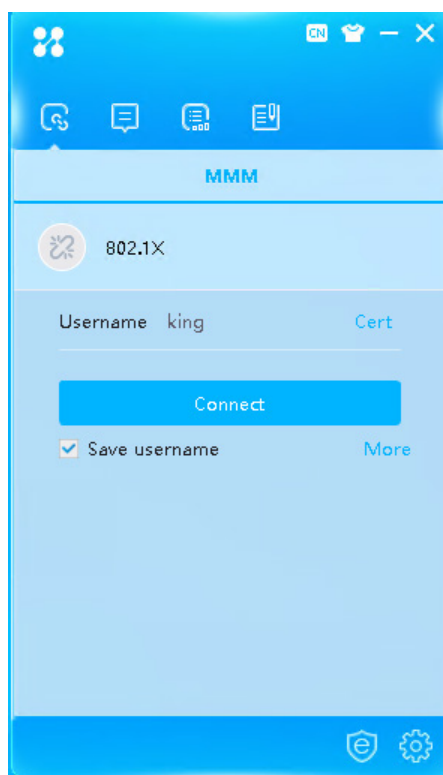 CN
MMM
802.1X
Username king Cert
Connect
Save username More